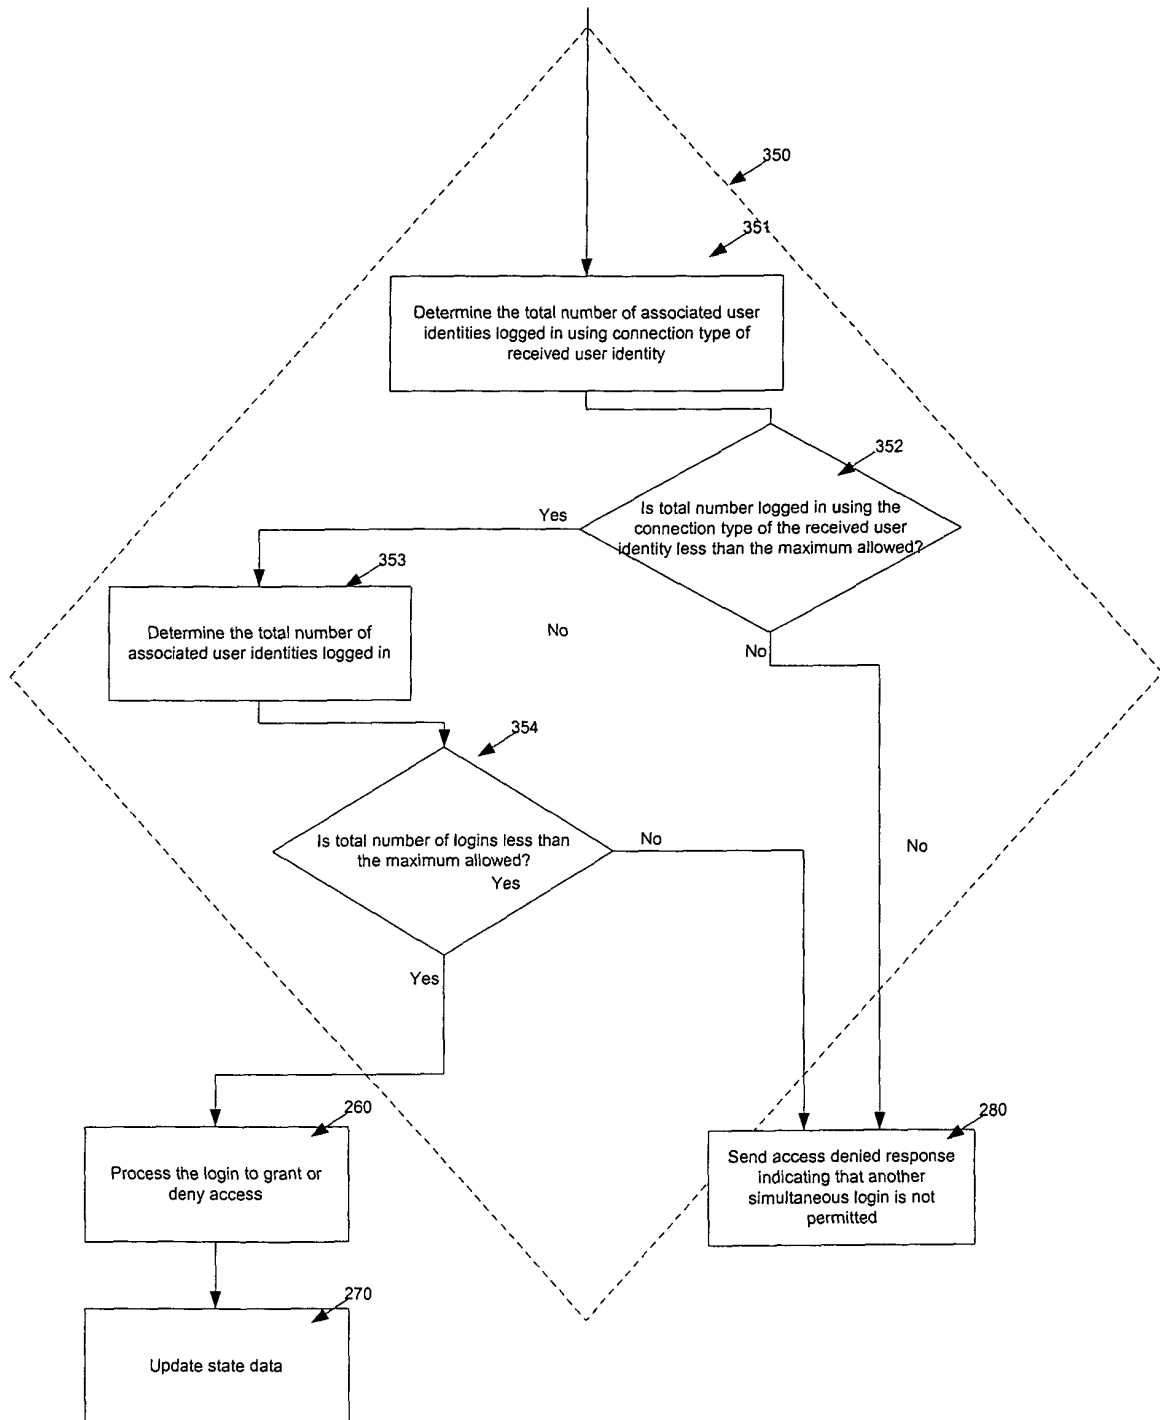 350
351
Determine the total number of associated user
identities logged in using connection type of
received user identity
352
Is total number logged in using the
connection type of the received user
identity less than the maximum allowed?
Yes
353
Determine the total number of
associated user identities logged in
No
No
354
Is total number of logins less than
the maximum allowed?
Yes
No
No
Yes
260
Process the login to grant or
deny access
280
Send access denied response
indicating that another
simultaneous login is not
permitted
270
Update state data